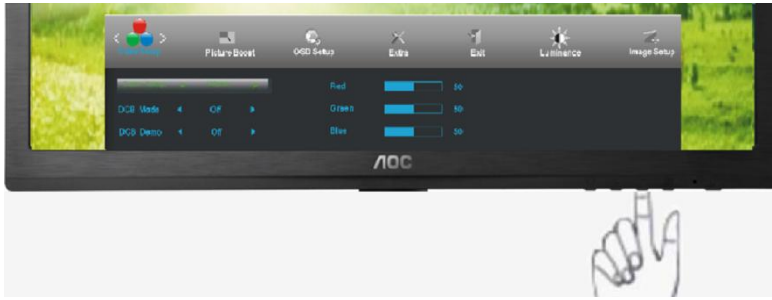 Picture Boost
OSD Setup
Extra
Exit
Luminance
Image Setup
Red 50
DCB Mode Off
Green 50
DCB Demo Off
Blue 50
AOC